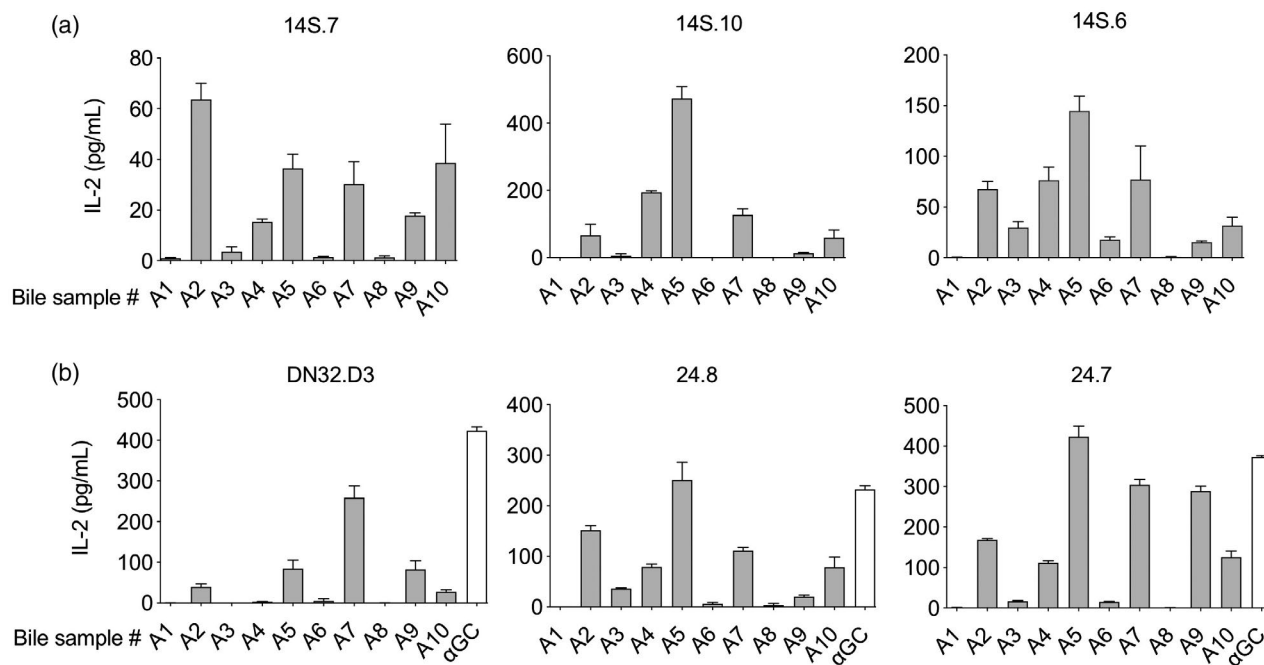 (a)
14S.7
14S.10
14S.6
IL-2 (pg/mL)
80
60
40
20
0
600
400
200
0
200
150
100
50
0
Bile sample #
A1 A2 A3 A4 A5 A6 A7 A8 A9 A10
A1 A2 A3 A4 A5 A6 A7 A8 A9 A10
A1 A2 A3 A4 A5 A6 A7 A8 A9 A10
(b)
DN32.D3
24.8
24.7
IL-2 (pg/mL)
500
400
300
200
100
0
400
300
200
100
0
500
400
300
200
100
0
Bile sample #
A1 A2 A3 A4 A5 A6 A7 A8 A9 A10 αGC
A1 A2 A3 A4 A5 A6 A7 A8 A9 A10 αGC
A1 A2 A3 A4 A5 A6 A7 A8 A9 A10 αGC